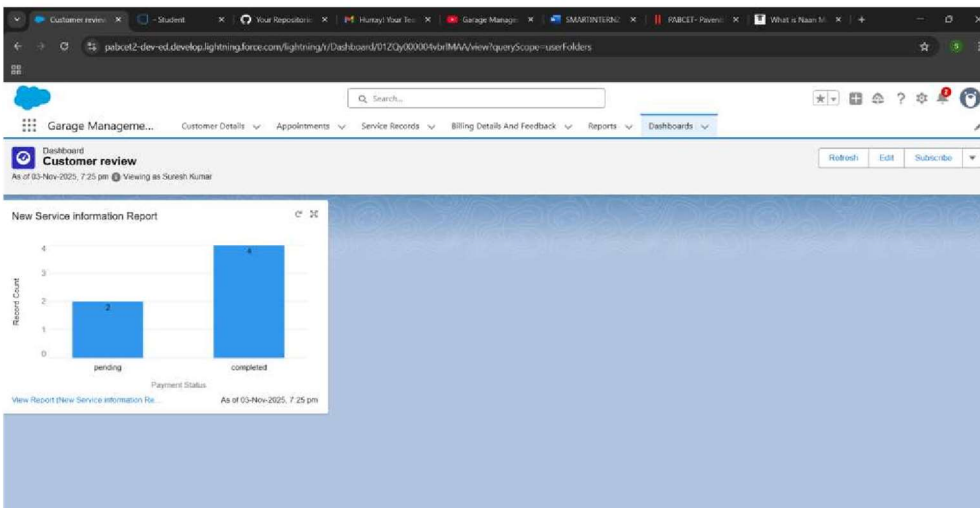 Customer review
- Student
Your Repositorie
Hurray! Your Tea
Garage Manage
SMARTINTERNZ
PABCET- Paven
What is Naan M
pabcet2-dev-ed.develop.lightning.force.com/lightning/r/Dashboard/01ZQy000004vbrlMAA/view?queryScope=userFolders
Search...
Garage Manageme...
Customer Details
Appointments
Service Records
Billing Details And Feedback
Reports
Dashboards
Dashboard
Customer review
As of 03-Nov-2025, 7:25 pm Viewing as Suresh Kumar
Refresh
Edit
Subscribe
New Service information Report
4
3
2
1
0
Record Count
2
4
pending
completed
Payment Status
View Report (New Service information Re...
As of 03-Nov-2025, 7:25 pm